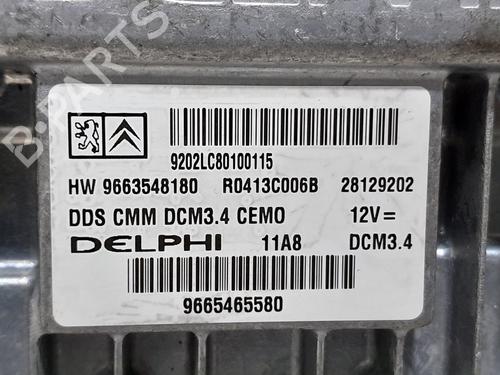 9202LC80100115
HW 9663548180 R0413C006B 28129202
DDS CMM DCM3.4 CEMO 12V=
DELPHI 11A8 DCM3.4
9665465580
B-PARTS